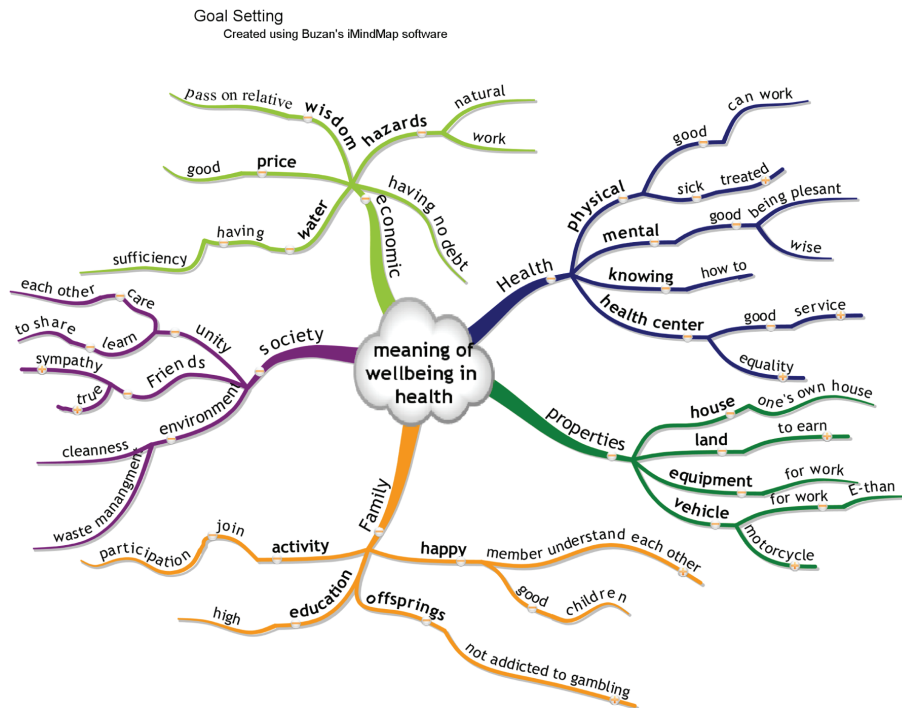 Goal Setting
Created using Buzan's iMindMap software
meaning of
wellbeing in
health
Health
physical
good
can work
sick
treated
mental
good
being plesant
wise
knowing
how to
health center
good
service
equality
properties
house
one's own house
land
to earn
equipment
for work
vehicle
for work
E-than
motorcycle
Family
happy
member understand each other
good
children
offsprings
not addicted to gambling
education
high
activity
join
participation
society
unity
care
each other
learn
to share
Friends
sympathy
true
environment
cleanness
waste manangment
economic
water
having
sufficiency
price
good
wisdom
pass on relative
hazards
natural
work
having no debt